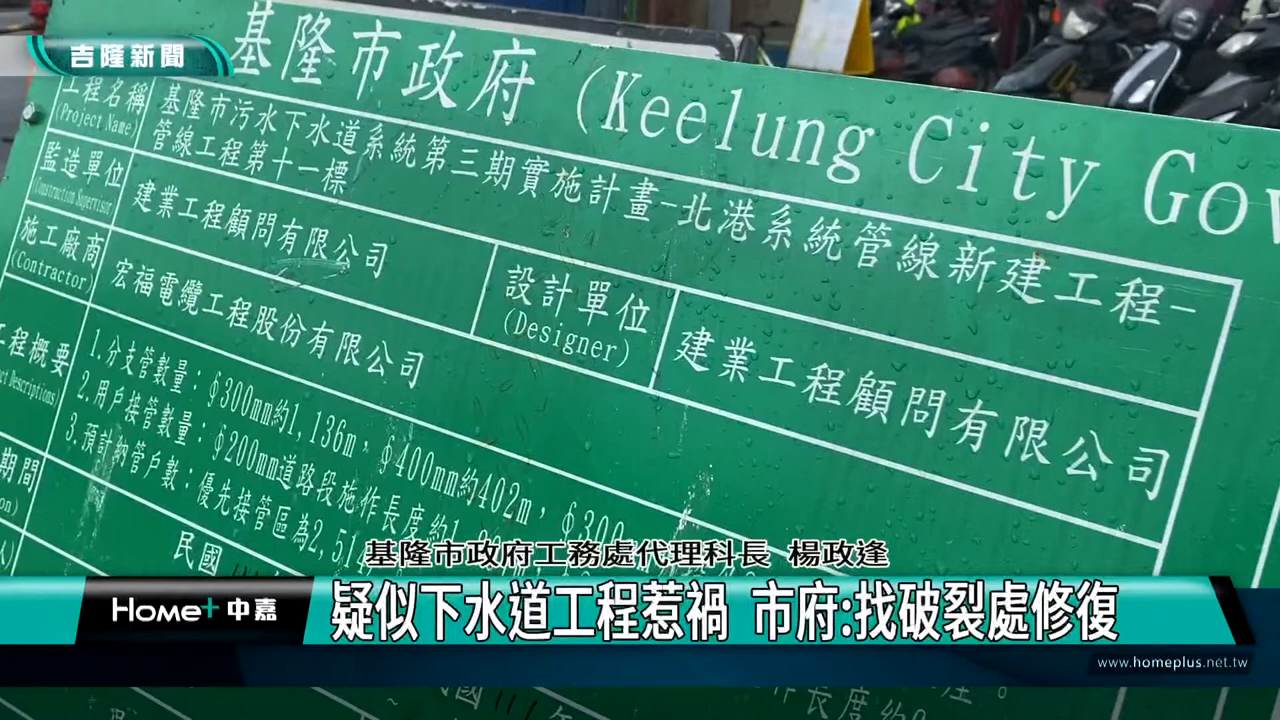 吉隆新聞
基隆市政府 (Keelung City Gov
工程名稱
(Project Name)
基隆市污水下水道系統第三期實施計畫-北港系統管線新建工程-
管線工程第十一標
監造單位
(Construction Supervisor
建業工程顧問有限公司
設計單位
(Designer)
建業工程顧問有限公司
施工廠商
(Contractor)
宏福電纜工程股份有限公司
工程概要
ct Descriptions)
1.分支管數量：ϕ300mm約1,136m，ϕ400mm約402m，ϕ300
2.用戶接管數量：ϕ200mm道路段施作長度約1
3.預計納管戶數：優先接管區為2,514
期間
on)
民國
基隆市政府工務處代理科長 楊政逢
Home+ 中嘉
疑似下水道工程惹禍 市府:找破裂處修復
www.homeplus.net.tw